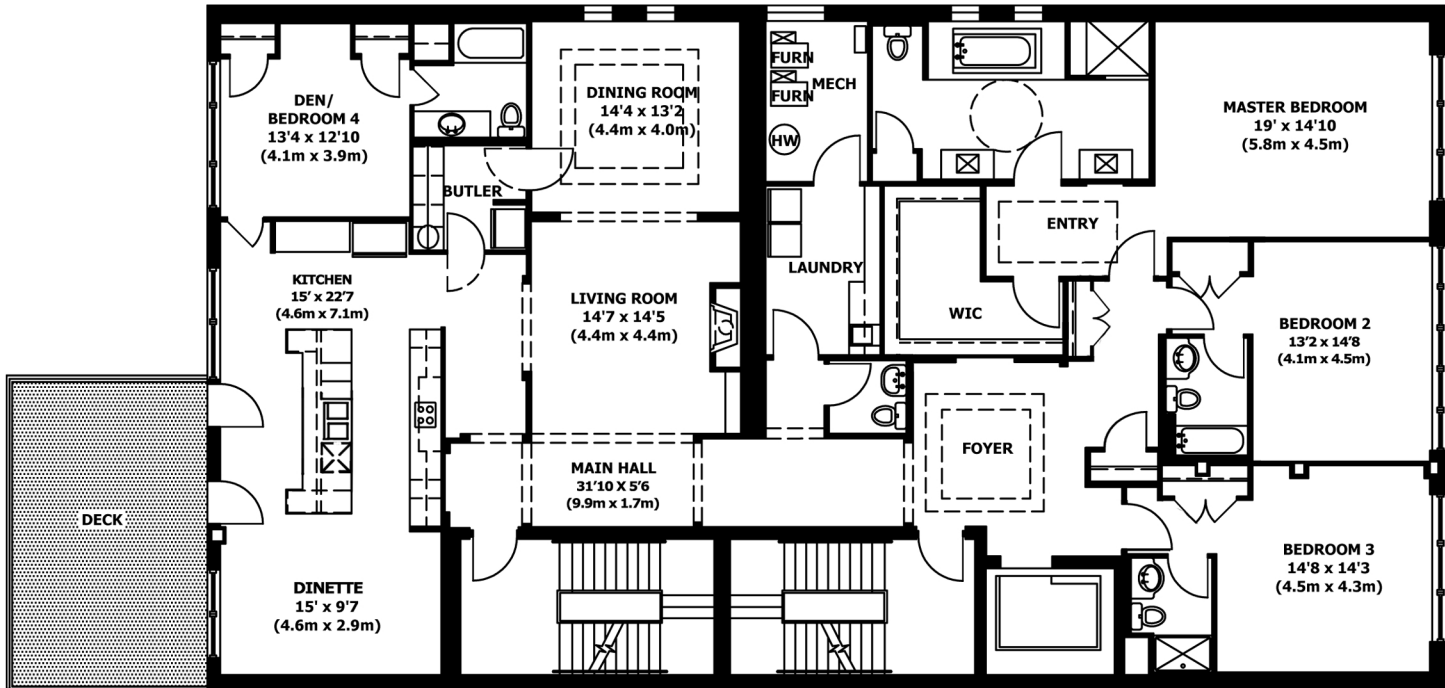 DEN/
BEDROOM 4
13'4 x 12'10
(4.1m x 3.9m)
DINING ROOM
14'4 x 13'2
(4.4m x 4.0m)
FURN
FURN
MECH
HW
MASTER BEDROOM
19' x 14'10
(5.8m x 4.5m)
BUTLER
ENTRY
KITCHEN
15' x 22'7
(4.6m x 7.1m)
LIVING ROOM
14'7 x 14'5
(4.4m x 4.4m)
LAUNDRY
WIC
BEDROOM 2
13'2 x 14'8
(4.1m x 4.5m)
MAIN HALL
31'10 X 5'6
(9.9m x 1.7m)
FOYER
DECK
DINETTE
15' x 9'7
(4.6m x 2.9m)
BEDROOM 3
14'8 x 14'3
(4.5m x 4.3m)